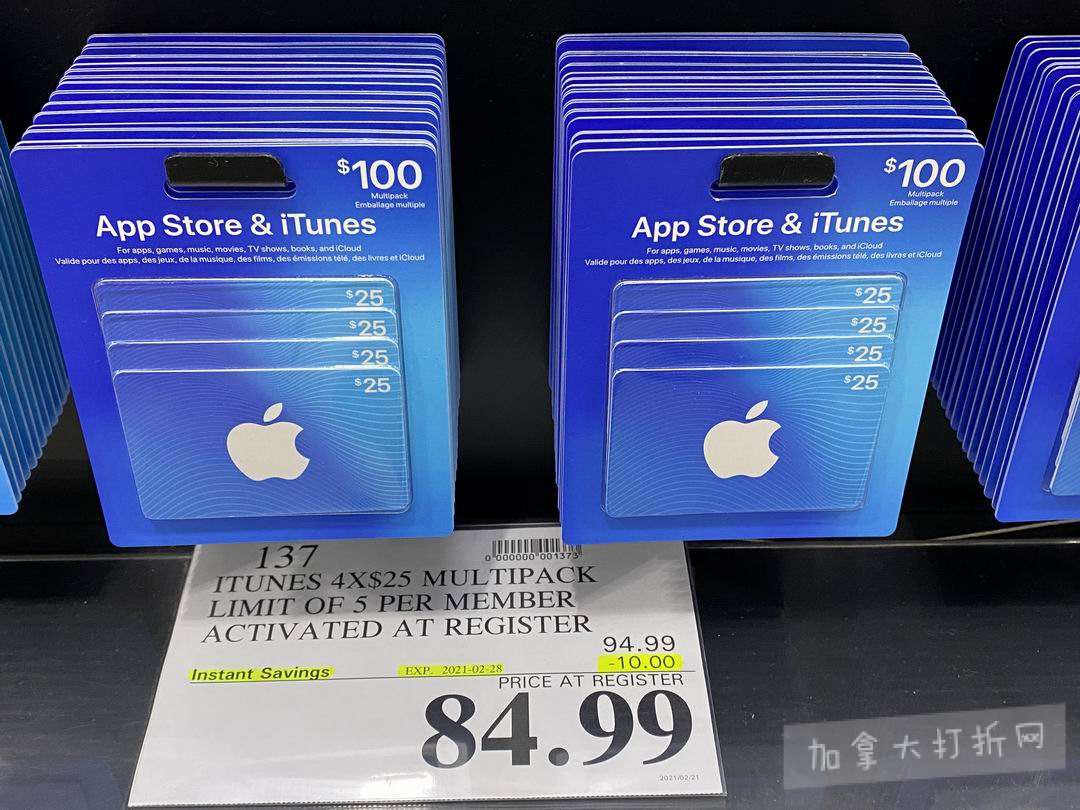 $100
Multipack
Emballage multiple
App Store & iTunes
For apps, games, music, movies, TV shows, books, and iCloud
Valide pour des apps, des jeux, de la musique, des films, des émissions télé, des livres et iCloud
$25
$25
$25
$25
$100
Multipack
Emballage multiple
App Store & iTunes
For apps, games, music, movies, TV shows, books, and iCloud
Valide pour des apps, des jeux, de la musique, des films, des émissions télé, des livres et iCloud
$25
$25
$25
$25
137
0 000000 001373
ITUNES 4X$25 MULTIPACK
LIMIT OF 5 PER MEMBER
ACTIVATED AT REGISTER
94.99
Instant Savings EXP. 2021-02-28 -10.00
PRICE AT REGISTER
84.99
2021/02/21
加拿大打折网